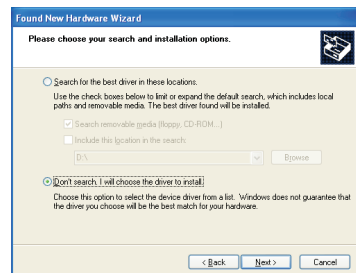 Found New Hardware Wizard
Please choose your search and installation options.
Search for the best driver in these locations.
Use the check boxes below to limit or expand the default search, which includes local
paths and removable media. The best driver found will be installed.
Search removable media (floppy, CD-ROM...)
Include this location in the search:
D:\
Browse
Don't search. I will choose the driver to install.
Choose this option to select the device driver from a list. Windows does not guarantee that
the driver you choose will be the best match for your hardware.
< Back Next > Cancel